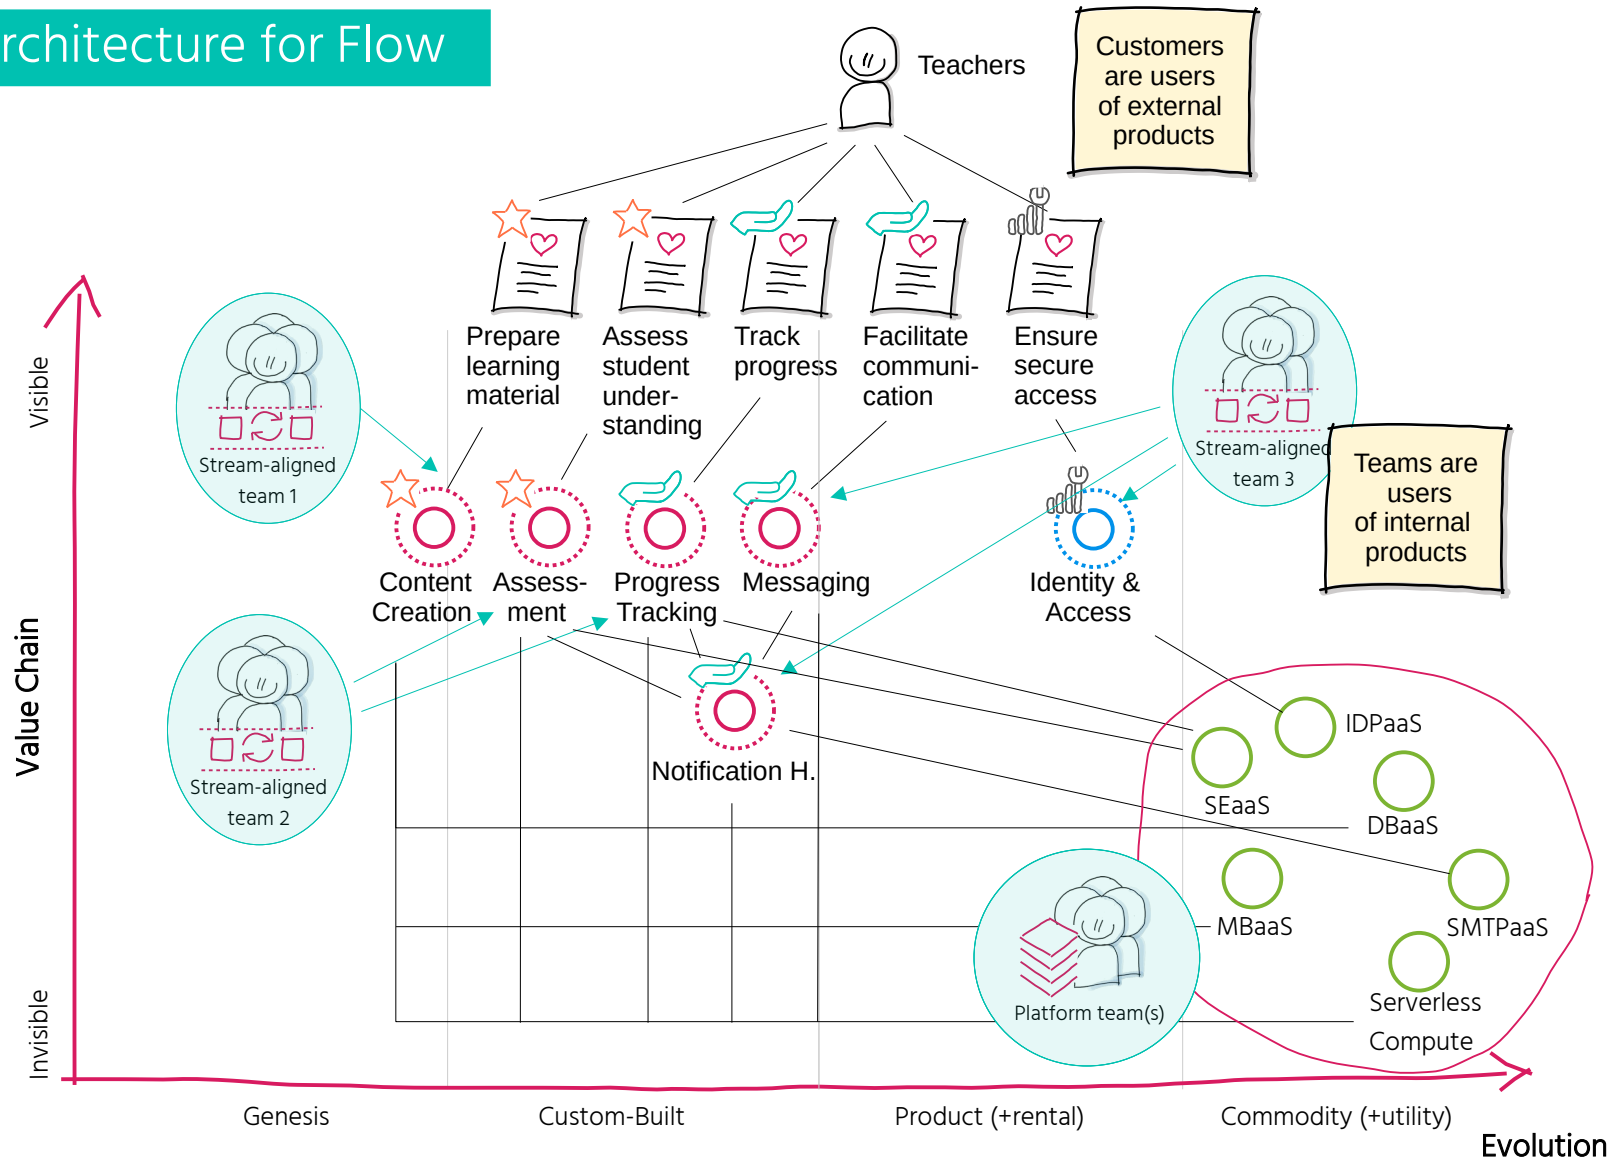 rchitecture for Flow
Teachers
Customers
are users
of external
products
Prepare
learning
material
Assess
student
under-
standing
Track
progress
Facilitate
communi-
cation
Ensure
secure
access
Visible
Stream-aligned
team 1
Stream-aligned
team 3
Teams are
users
of internal
products
Content
Creation
Assess-
ment
Progress
Tracking
Messaging
Identity &
Access
Value Chain
Stream-aligned
team 2
Notification H.
IDPaaS
SEaaS
DBaaS
MBaaS
SMTPaaS
Serverless
Compute
Platform team(s)
Invisible
Genesis
Custom-Built
Product (+rental)
Commodity (+utility)
Evolution